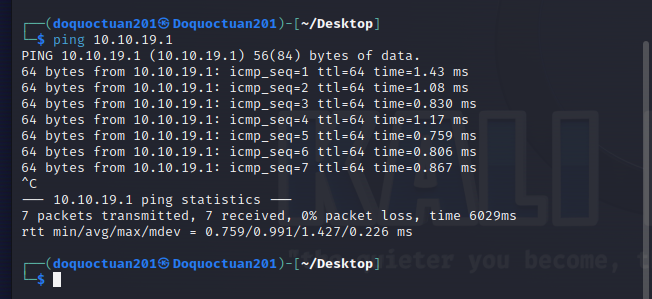 ┌──(doquoctuan201㉿Doquoctuan201)-[~/Desktop]
└─$ ping 10.10.19.1
PING 10.10.19.1 (10.10.19.1) 56(84) bytes of data.
64 bytes from 10.10.19.1: icmp_seq=1 ttl=64 time=1.43 ms
64 bytes from 10.10.19.1: icmp_seq=2 ttl=64 time=1.08 ms
64 bytes from 10.10.19.1: icmp_seq=3 ttl=64 time=0.830 ms
64 bytes from 10.10.19.1: icmp_seq=4 ttl=64 time=1.17 ms
64 bytes from 10.10.19.1: icmp_seq=5 ttl=64 time=0.759 ms
64 bytes from 10.10.19.1: icmp_seq=6 ttl=64 time=0.806 ms
64 bytes from 10.10.19.1: icmp_seq=7 ttl=64 time=0.867 ms
^C
--- 10.10.19.1 ping statistics ---
7 packets transmitted, 7 received, 0% packet loss, time 6029ms
rtt min/avg/max/mdev = 0.759/0.991/1.427/0.226 ms
┌──(doquoctuan201㉿Doquoctuan201)-[~/Desktop]
└─$
KALI
"the quieter you become, t